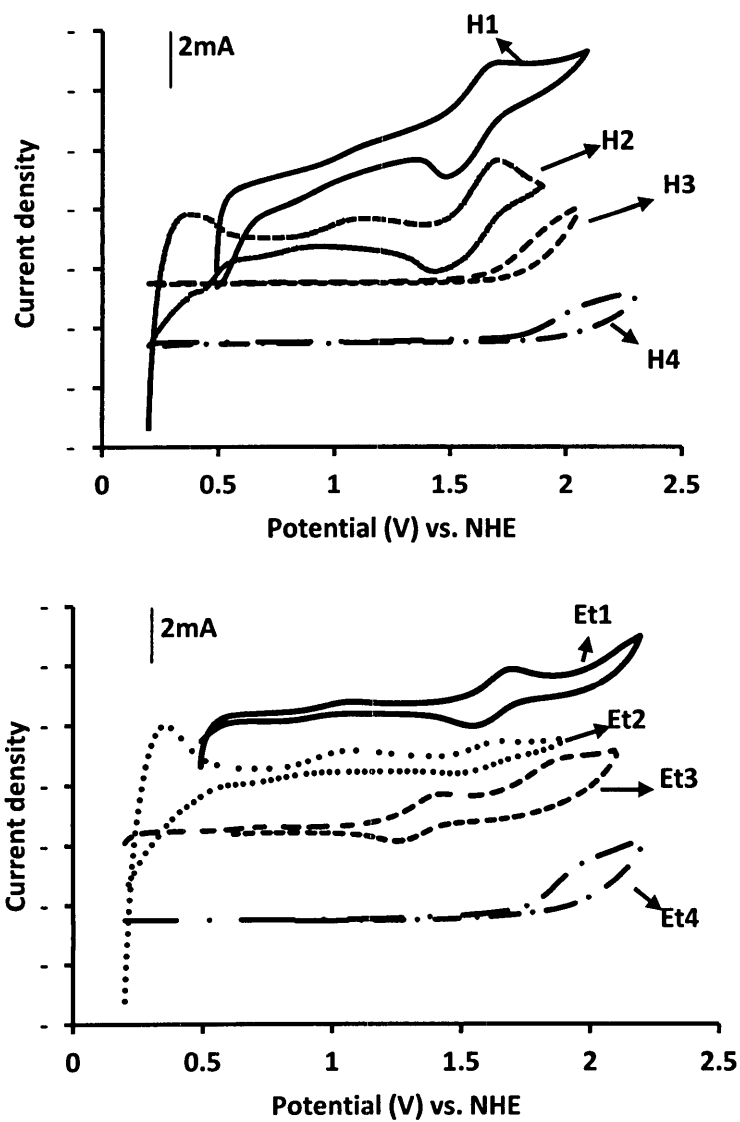 H1
2mA
H2
H3
H4
Current density
0
0.5
1
1.5
2
2.5
Potential (V) vs. NHE
Et1
2mA
Et2
Et3
Et4
Current density
0
0.5
1
1.5
2
2.5
Potential (V) vs. NHE